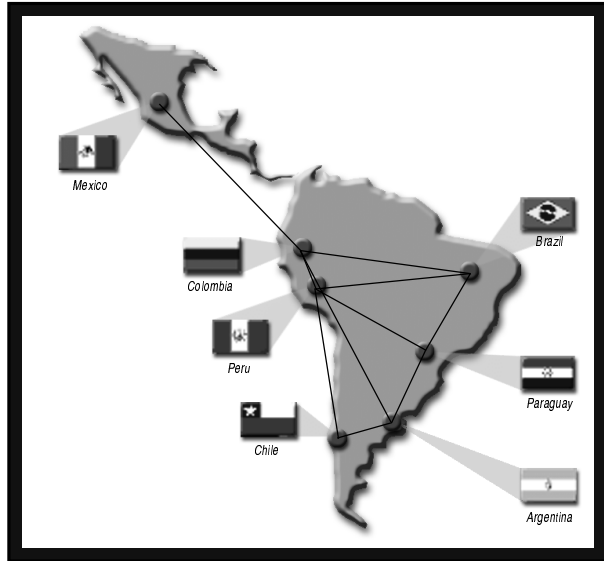 Mexico
Brazil
Colombia
Peru
Paraguay
Chile
Argentina